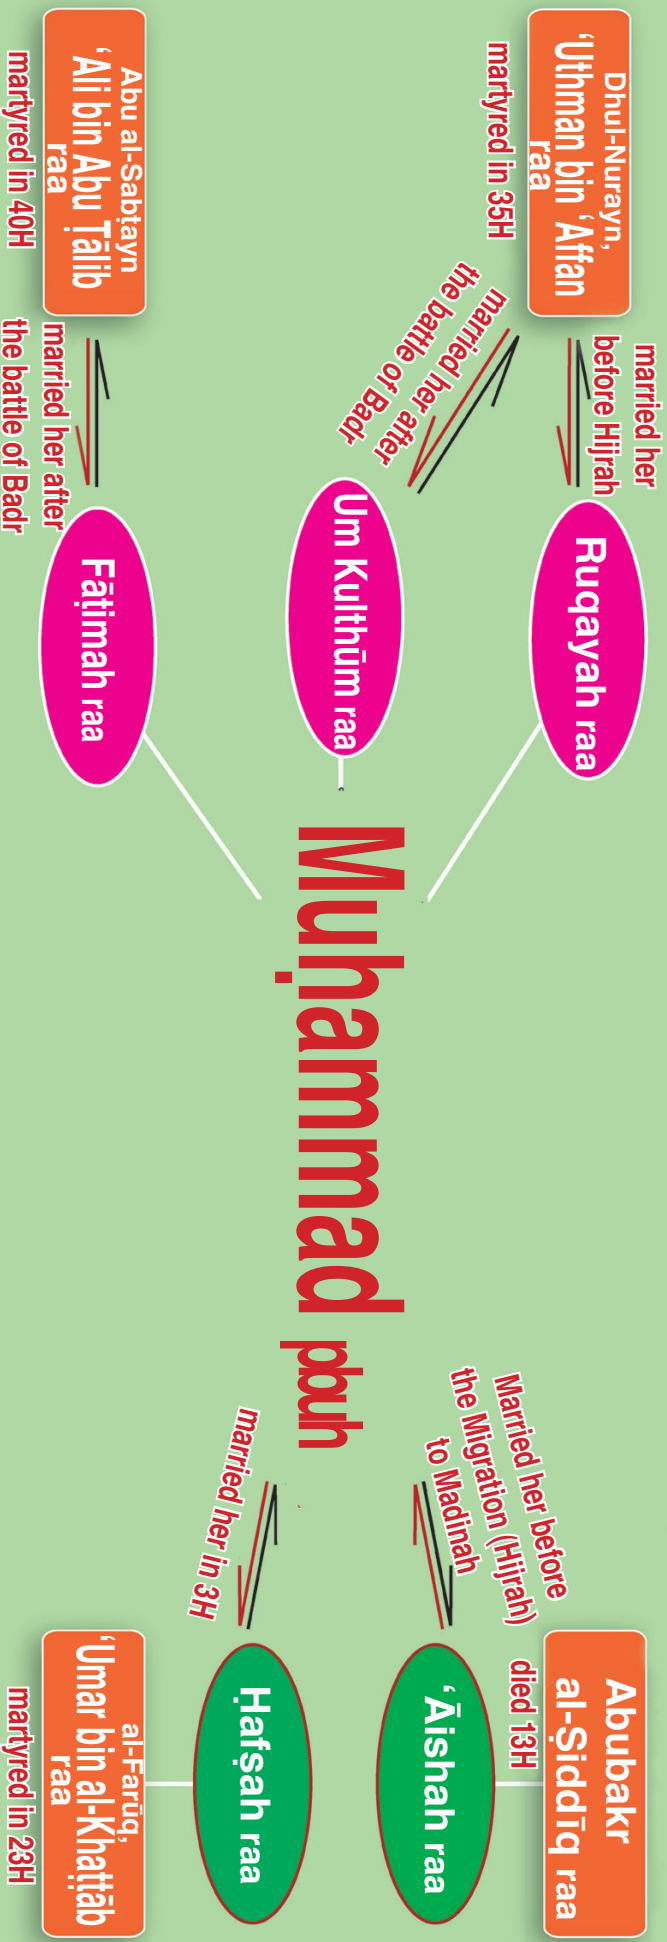 Dhul-Nurayn,
‘Uthman bin ‘Affan
raa
martyred in 35H
married her
before Hijrah
Ruqayah raa
married her after
the battle of Badr
Um Kulthūm raa
Abu al-Sabṭayn
‘Ali bin Abu Ṭālib
raa
martyred in 40H
married her after
the battle of Badr
Fāṭimah raa
Muḥammad pbuh
Married her before
the Migration (Hijrah)
to Madinah
‘Āishah raa
Abubakr
al-Ṣiddīq raa
died 13H
married her in 3H
Ḥafṣah raa
al-Farūq,
‘Umar bin al-Khaṭṭāb
raa
martyred in 23H